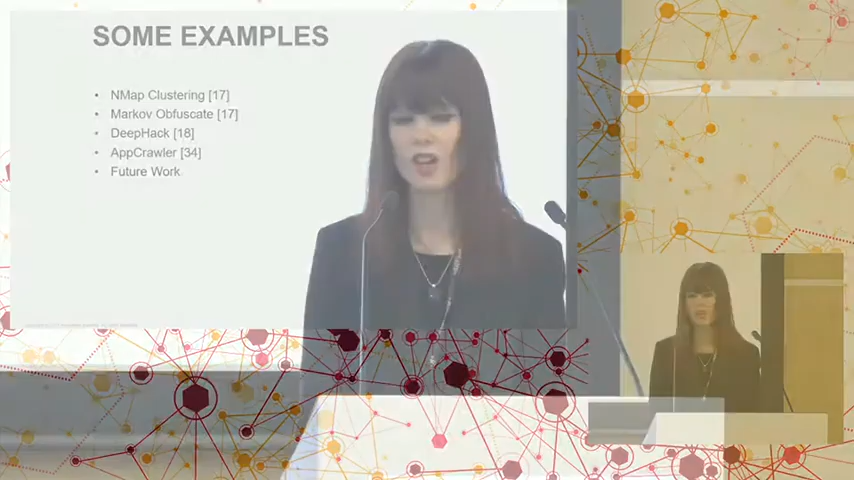 SOME EXAMPLES
• NMap Clustering [17]
• Markov Obfuscate [17]
• DeepHack [18]
• AppCrawler [34]
• Future Work